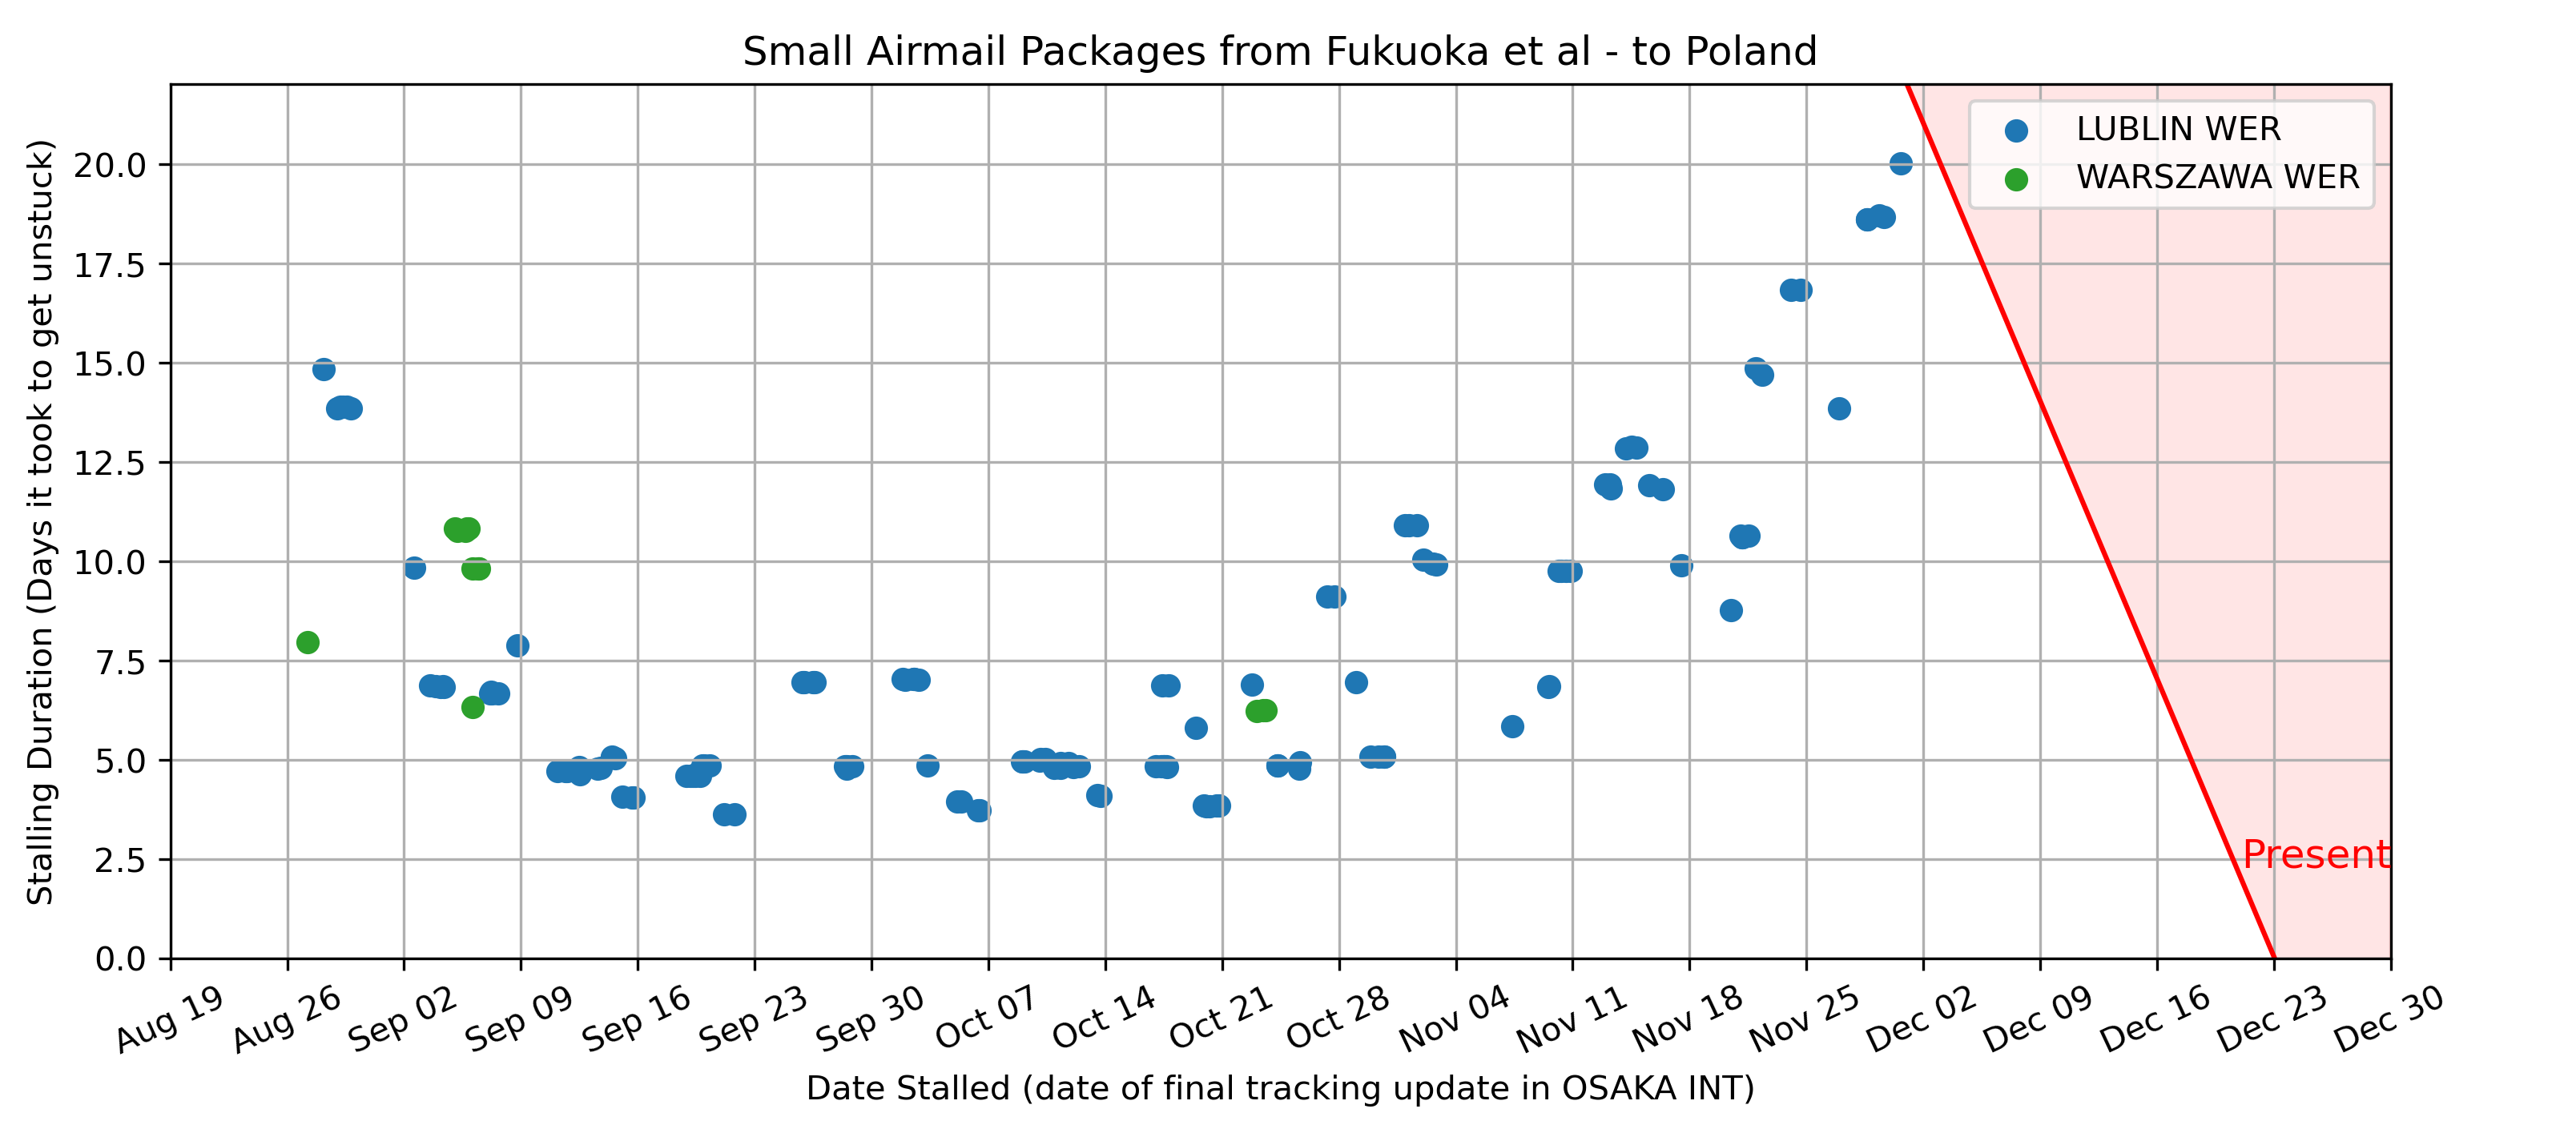 Small Airmail Packages from Fukuoka et al - to Poland
LUBLIN WER
WARSZAWA WER
Stalling Duration (Days it took to get unstuck)
20.0
17.5
15.0
12.5
10.0
7.5
5.0
2.5
0.0
Present
Aug 19
Aug 26
Sep 02
Sep 09
Sep 16
Sep 23
Sep 30
Oct 07
Oct 14
Oct 21
Oct 28
Nov 04
Nov 11
Nov 18
Nov 25
Dec 02
Dec 09
Dec 16
Dec 23
Dec 30
Date Stalled (date of final tracking update in OSAKA INT)